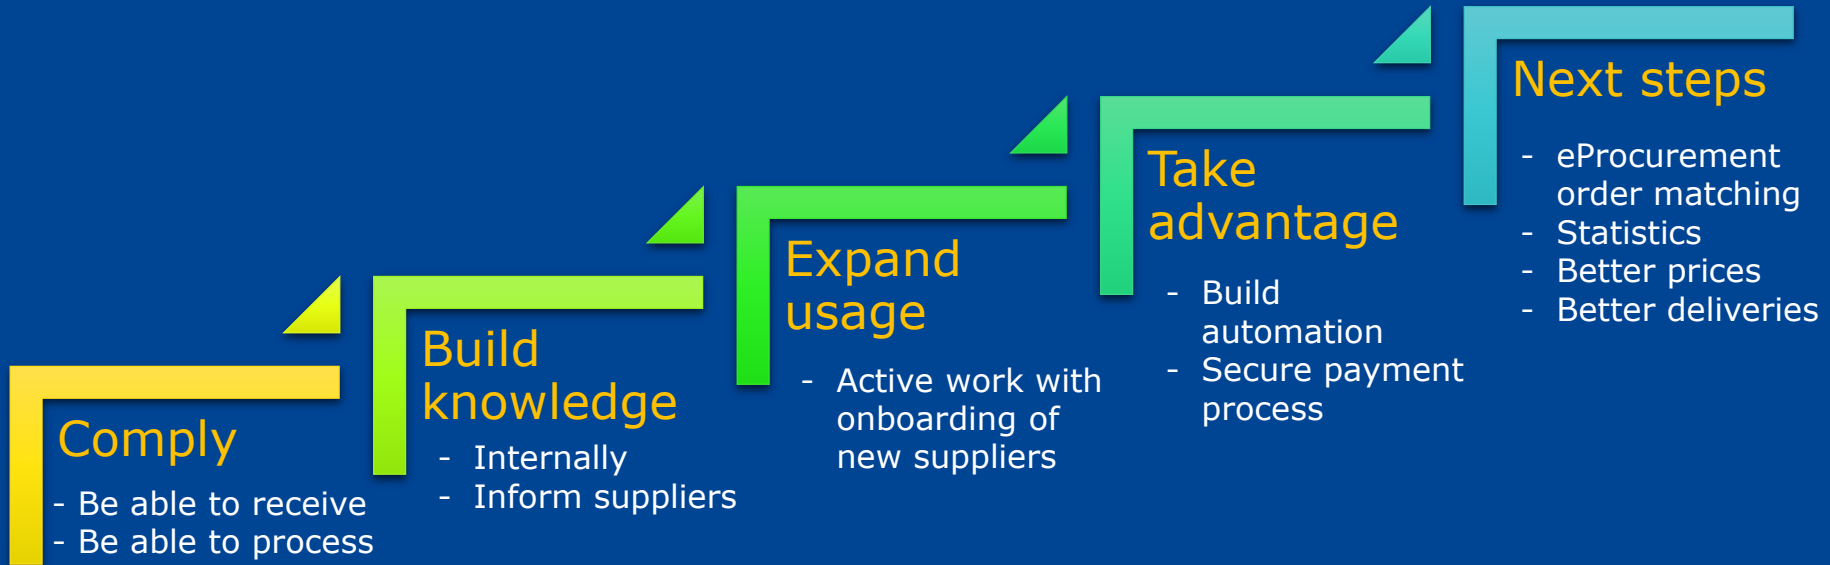 Comply
- Be able to receive
- Be able to process
Build
knowledge
- Internally
- Inform suppliers
Expand
usage
- Active work with
onboarding of
new suppliers
Take
advantage
- Build
automation
- Secure payment
process
Next steps
- eProcurement
order matching
- Statistics
- Better prices
- Better deliveries